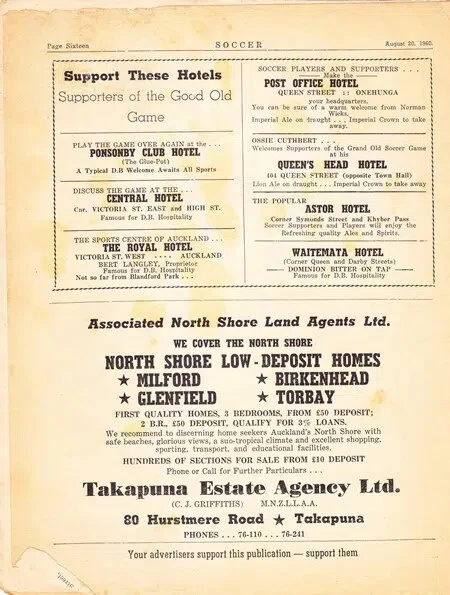 Page Sixteen
SOCCER
August 20, 1960.
Support These Hotels
Supporters of the Good Old
Game
PLAY THE GAME OVER AGAIN at the . . .
PONSONBY CLUB HOTEL
(The Glue-Pot)
A Typical D.B Welcome Awaits All Sports
DISCUSS THE GAME AT THE . . .
CENTRAL HOTEL
Cnr. VICTORIA ST. EAST and HIGH ST.
Famous for D.B. Hospitality
THE SPORTS CENTRE OF AUCKLAND . . .
THE ROYAL HOTEL
VICTORIA ST. WEST ---- AUCKLAND
BERT LANGLEY, Proprietor
Famous for D.B. Hospitality
Not so far from Blandford Park . . .
SOCCER PLAYERS AND SUPPORTERS . . .
Make the
POST OFFICE HOTEL
QUEEN STREET :: ONEHUNGA
your headquarters.
You can be sure of a warm welcome from Norman
Wicks.
Imperial Ale on draught . . . Imperial Crown to take
away.
OSSIE CUTHBERT . . .
Welcomes Supporters of the Grand Old Soccer Game
at his
QUEEN'S HEAD HOTEL
404 QUEEN STREET (opposite Town Hall)
Lion Ale on draught . . . Imperial Crown to take away
THE POPULAR
ASTOR HOTEL
Corner Symonds Street and Khyber Pass
Soccer Supporters and Players will enjoy the
Refreshing quality Ales and Spirits.
WAITEMATA HOTEL
(Corner Queen and Darby Streets)
DOMINION BITTER ON TAP
Famous for D.B. Hospitality
Associated North Shore Land Agents Ltd.
WE COVER THE NORTH SHORE
NORTH SHORE LOW-DEPOSIT HOMES
★ MILFORD ★ BIRKENHEAD
★ GLENFIELD ★ TORBAY
FIRST QUALITY HOMES, 3 BEDROOMS, FROM £50 DEPOSIT;
2 B.R., £50 DEPOSIT, QUALIFY FOR 3% LOANS.
We recommend to discerning home seekers Auckland's North Shore with
safe beaches, glorious views, a sub-tropical climate and excellent shopping,
sporting, transport, and educational facilities.
HUNDREDS OF SECTIONS FOR SALE FROM £10 DEPOSIT
Phone or Call for Further Particulars . . .
Takapuna Estate Agency Ltd.
(C. J. GRIFFITHS) M.N.Z.L.L.A.A.
80 Hurstmere Road ★ Takapuna
PHONES . . . 76-110 . . . 76-241
Your advertisers support this publication — support them